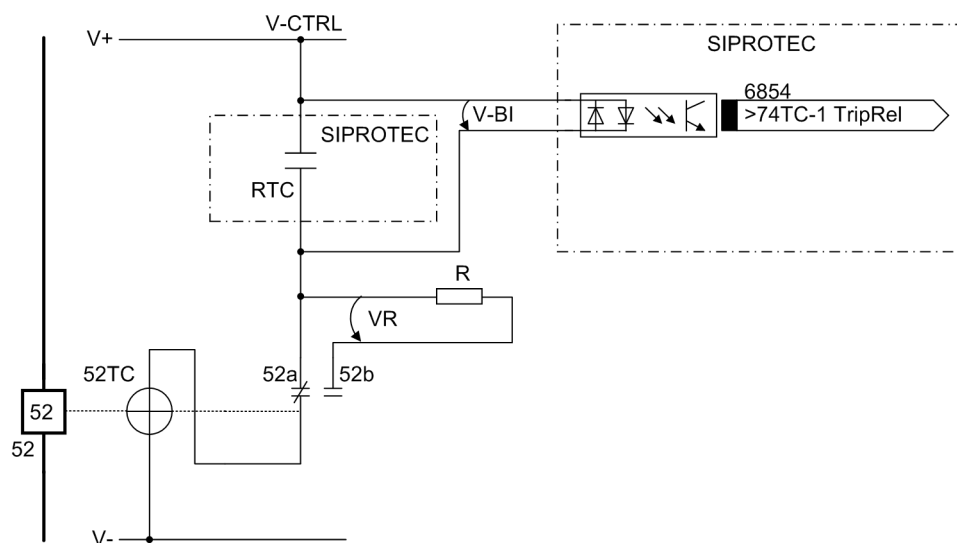 V-CTRL
V+
SIPROTEC
6854
V-BI
>74TC-1 TripRel
SIPROTEC
RTC
R
VR
52TC
52a
52b
52
52
V-